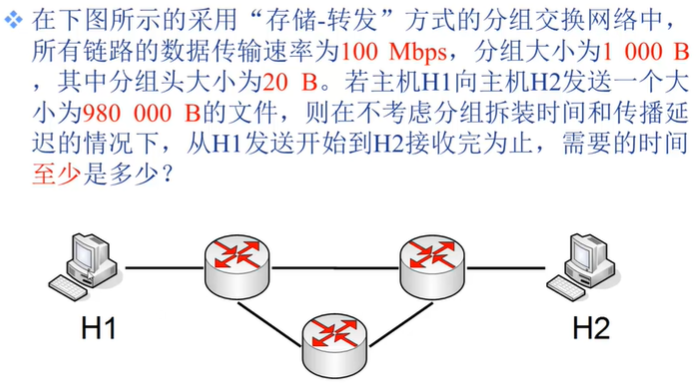 ❖ 在下图所示的采用“存储-转发”方式的分组交换网络中，
所有链路的数据传输速率为100 Mbps，分组大小为1 000 B
，其中分组头大小为20 B。若主机H1向主机H2发送一个大
小为980 000 B的文件，则在不考虑分组拆装时间和传播延
迟的情况下，从H1发送开始到H2接收完为止，需要的时间
至少是多少？
H1
H2